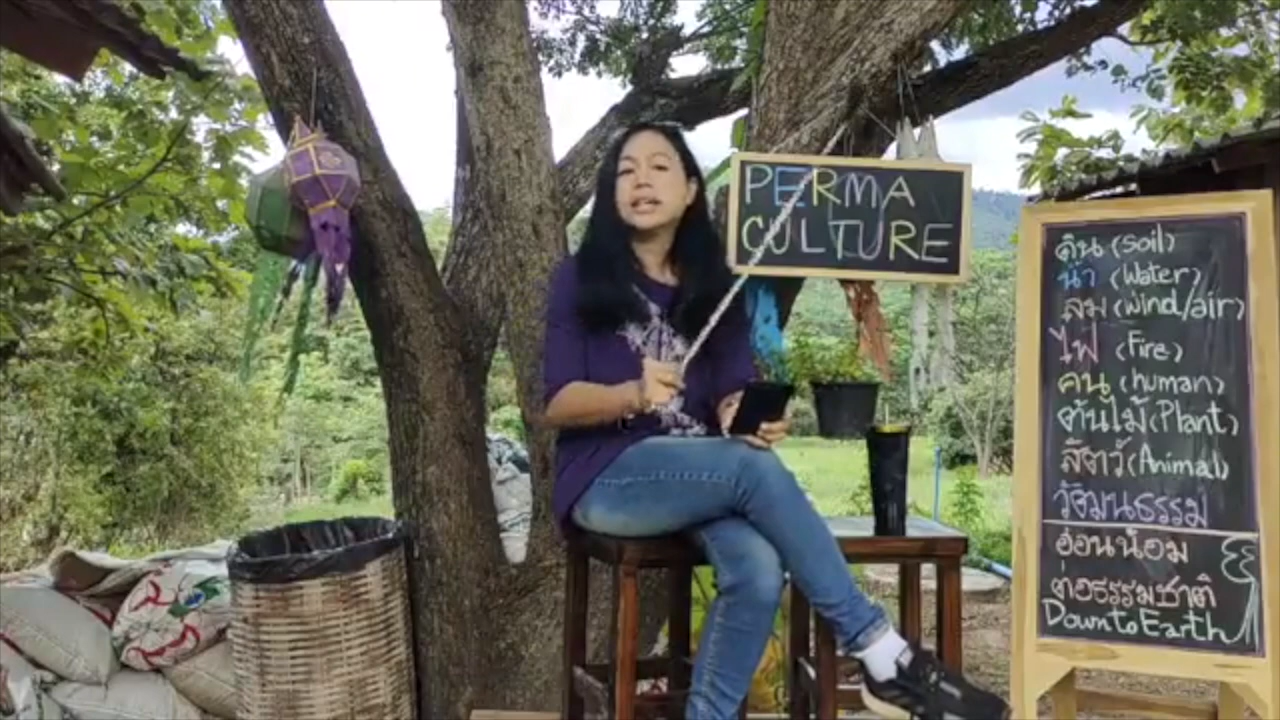 PERMA
CULTURE
ดิน (Soil)
น้ำ (Water)
ลม (wind/air)
ไฟ (Fire)
คน (human)
ต้นไม้ (Plant)
สัตว์ (Animal)
วัฒนธรรม
อ่อนน้อม
ต่อธรรมชาติ
Down to Earth